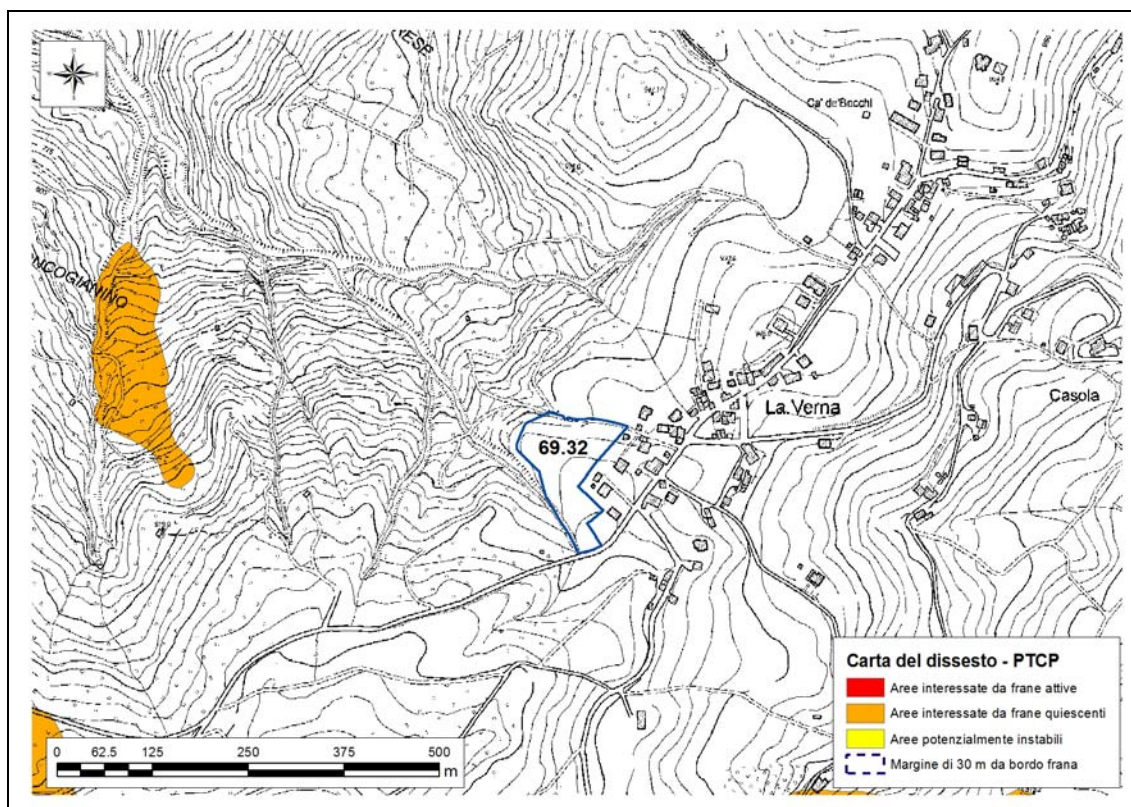 Ca' de' Bocchi
La Verna
Casola
69.32
Carta del dissesto - PTCP
Aree interessate da frane attive
Aree interessate da frane quiescenti
Aree potenzialmente instabili
Margine di 30 m da bordo frana
0 62.5 125 250 375 500
m